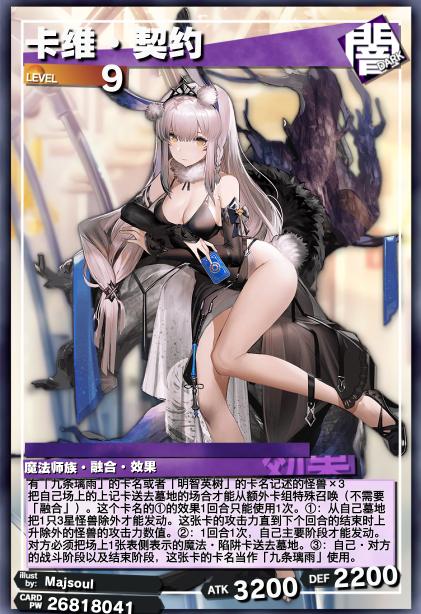 卡维·契约
闇
DARK
LEVEL 9
魔法师族·融合·效果
有「九条璃雨」的卡名或者「明智英树」的卡名记述的怪兽×3
把自己场上的上记卡送去墓地的场合才能从额外卡组特殊召唤（不需要
「融合」）。这个卡名的①的效果1回合只能使用1次。①：从自己墓地
把1只3星怪兽除外才能发动。这张卡的攻击力直到下个回合的结束时上
升除外的怪兽的攻击力数值。②：1回合1次，自己主要阶段才能发动。
对方必须把场上1张表侧表示的魔法·陷阱卡送去墓地。③：自己·对方
的战斗阶段以及结束阶段，这张卡的卡名当作「九条璃雨」使用。
illust by: Majsoul
ATK 3200 DEF 2200
CARD PW 26818041